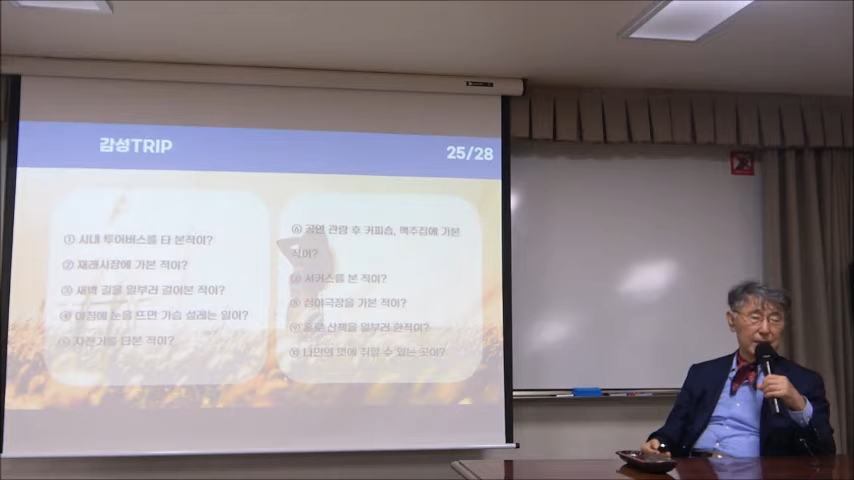 감성TRIP
25/28
① 시내 투어버스를 타 본적이?
② 재래시장에 가본 적이?
③ 새벽 길을 일부러 걸어본 적이?
④ 아침에 눈을 뜨면 가슴 설레는 일이?
⑤ 자전거를 타본 적이?
⑥ 공연 관람 후 커피숍, 맥주집에 가본
적이?
⑦ 서커스를 본 적이?
⑧ 심야극장을 가본 적이?
⑨ 산책을 일부러 한적이?
⑩ 나만의 멋에 취할 수 있는 곳이?